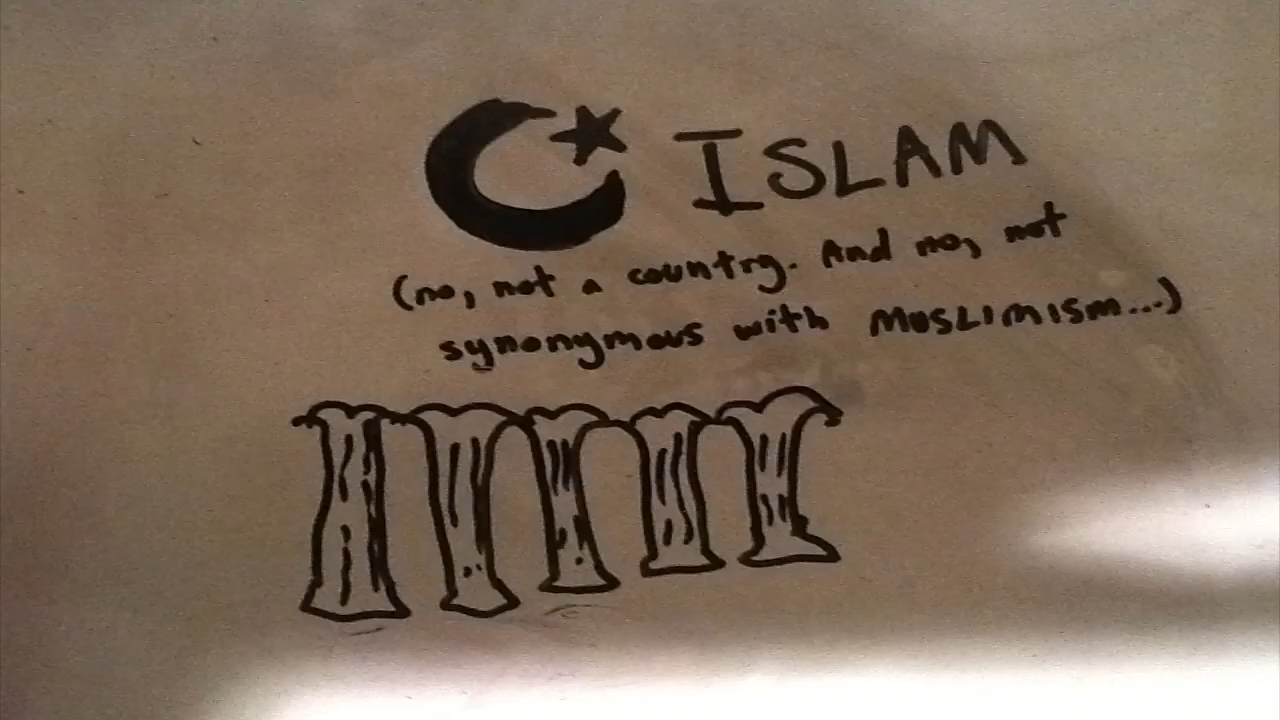 ISLAM
(no, not a country. And no, not
synonymous with MUSLIMISM...)